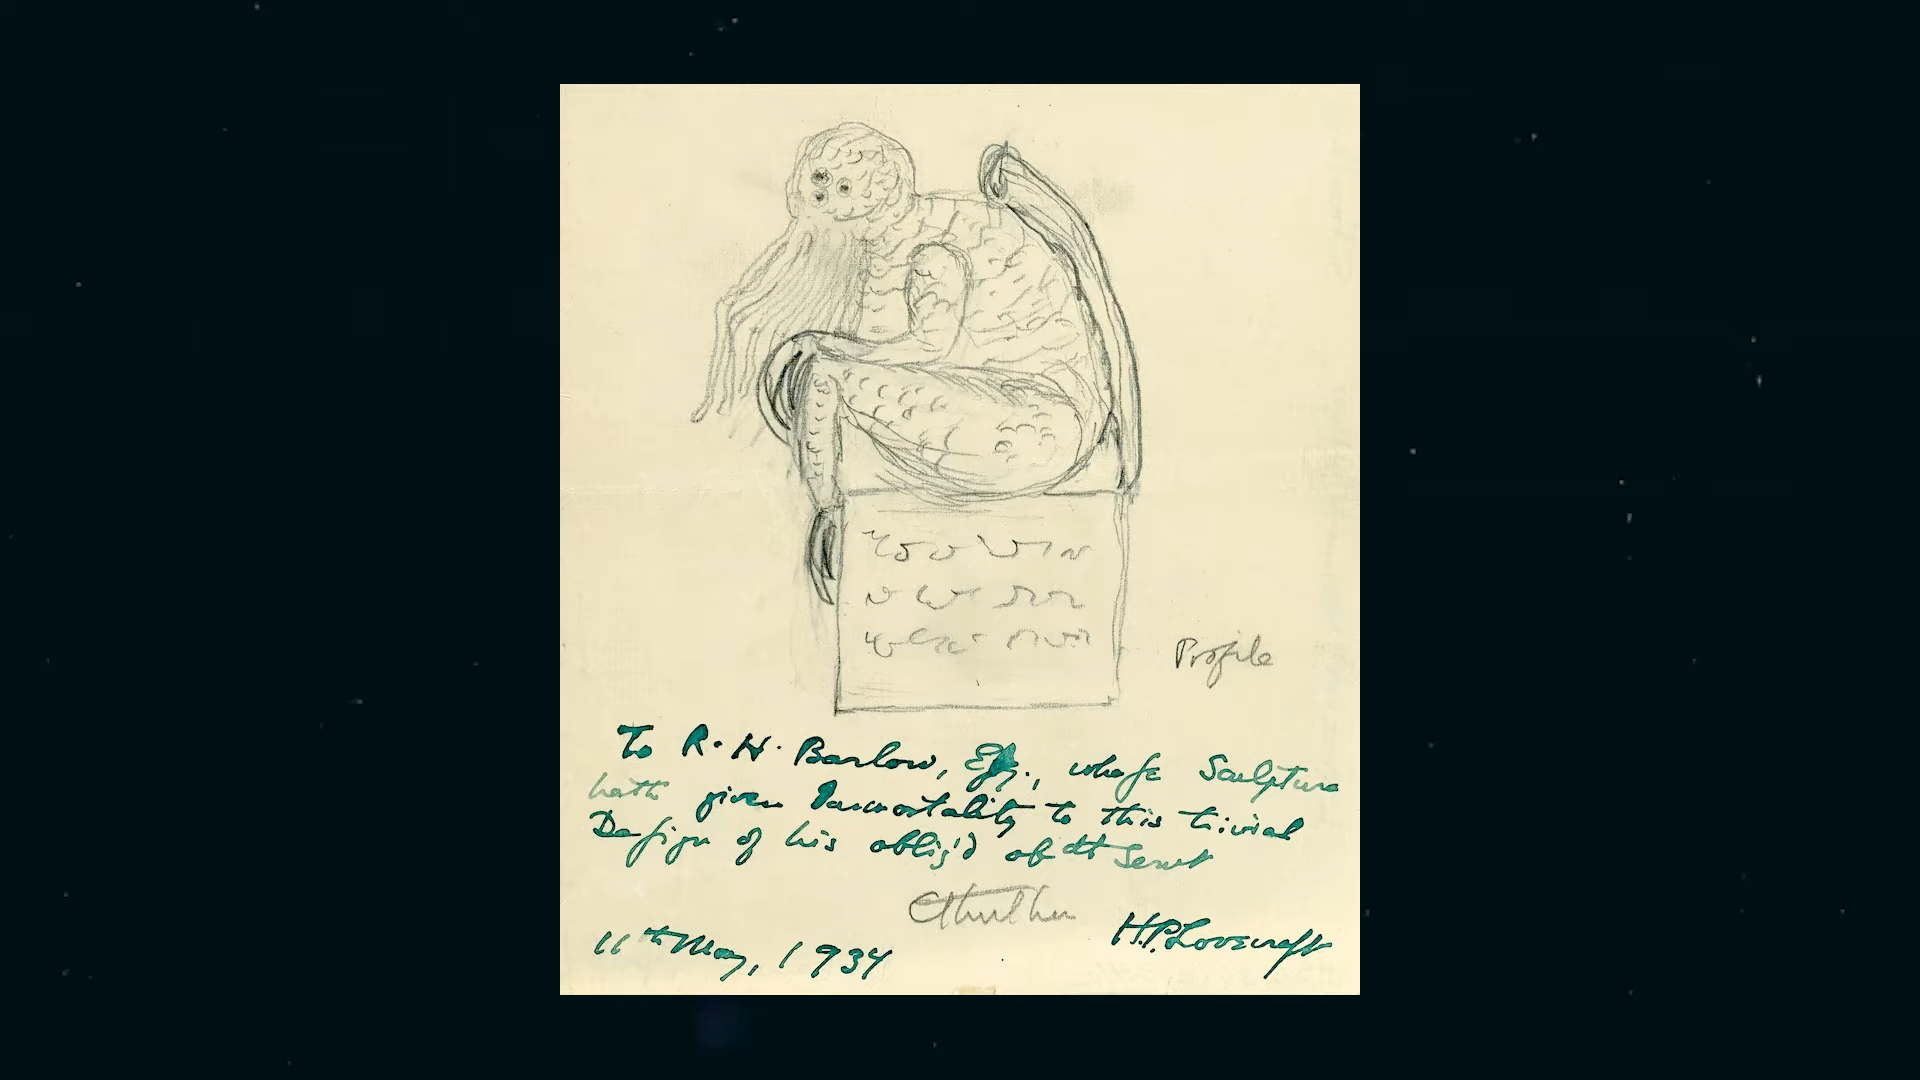 Profile
To R. H. Barlow, Esq., whose Sculpture
hath given Immortality to this trivial
Design of his oblig'd obdt Servt
Cthulhu
H.P. Lovecraft
11th May, 1934